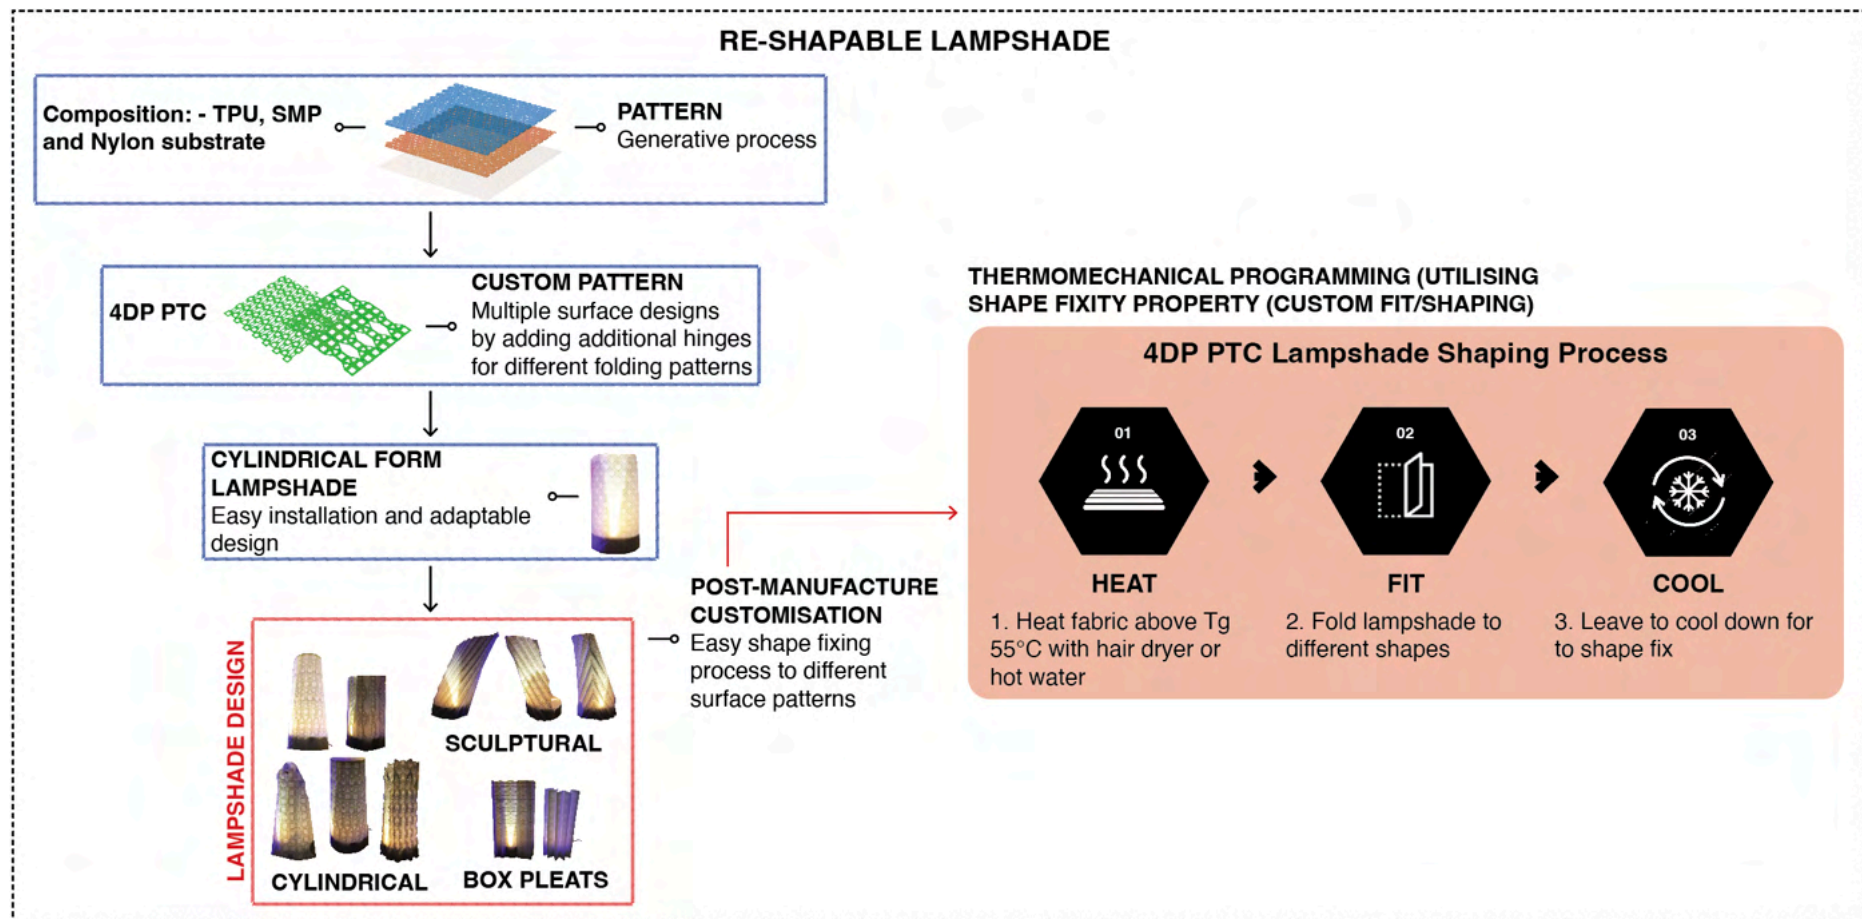 RE-SHAPABLE LAMPSHADE
Composition: - TPU, SMP
and Nylon substrate
PATTERN
Generative process
4DP PTC
CUSTOM PATTERN
Multiple surface designs
by adding additional hinges
for different folding patterns
CYLINDRICAL FORM
LAMPSHADE
Easy installation and adaptable
design
LAMPSHADE DESIGN
SCULPTURAL
CYLINDRICAL
BOX PLEATS
POST-MANUFACTURE
CUSTOMISATION
Easy shape fixing
process to different
surface patterns
THERMOMECHANICAL PROGRAMMING (UTILISING
SHAPE FIXITY PROPERTY (CUSTOM FIT/SHAPING)
4DP PTC Lampshade Shaping Process
01
HEAT
1. Heat fabric above Tg
55°C with hair dryer or
hot water
02
FIT
2. Fold lampshade to
different shapes
03
COOL
3. Leave to cool down for
to shape fix